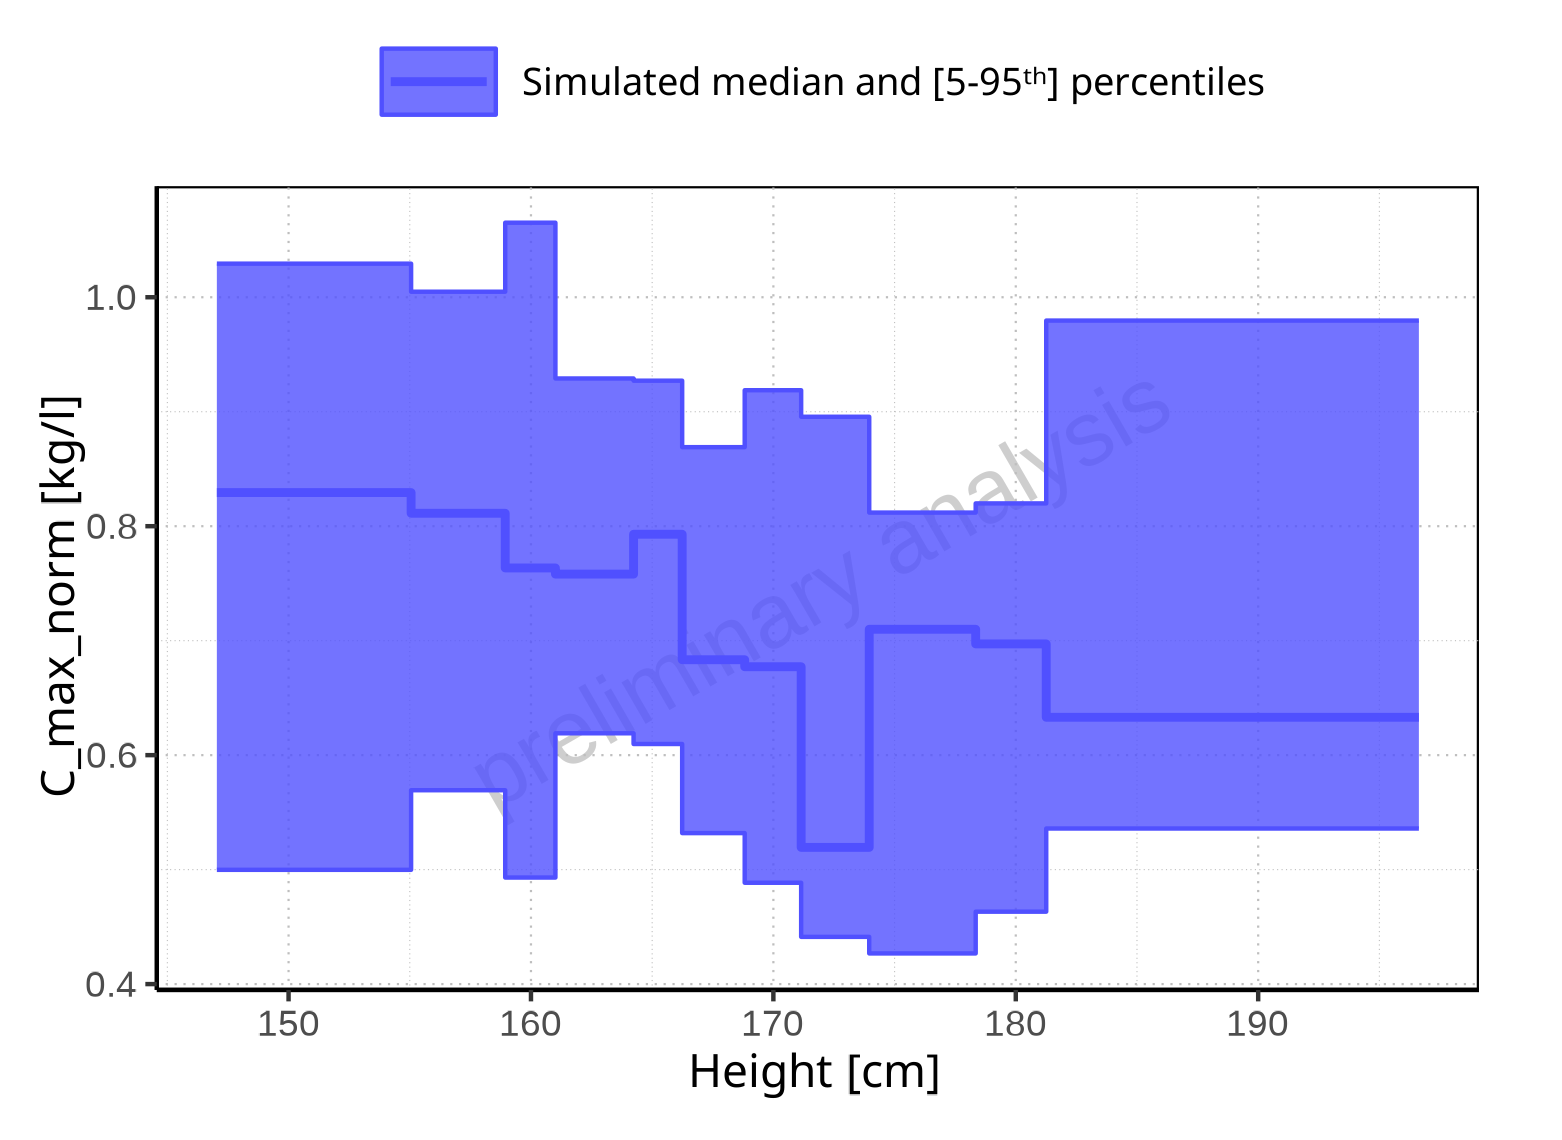 Simulated median and [5-95ᵗʰ] percentiles
1.0
0.8
0.6
0.4
C_max_norm [kg/l]
preliminary analysis
150 160 170 180 190
Height [cm]